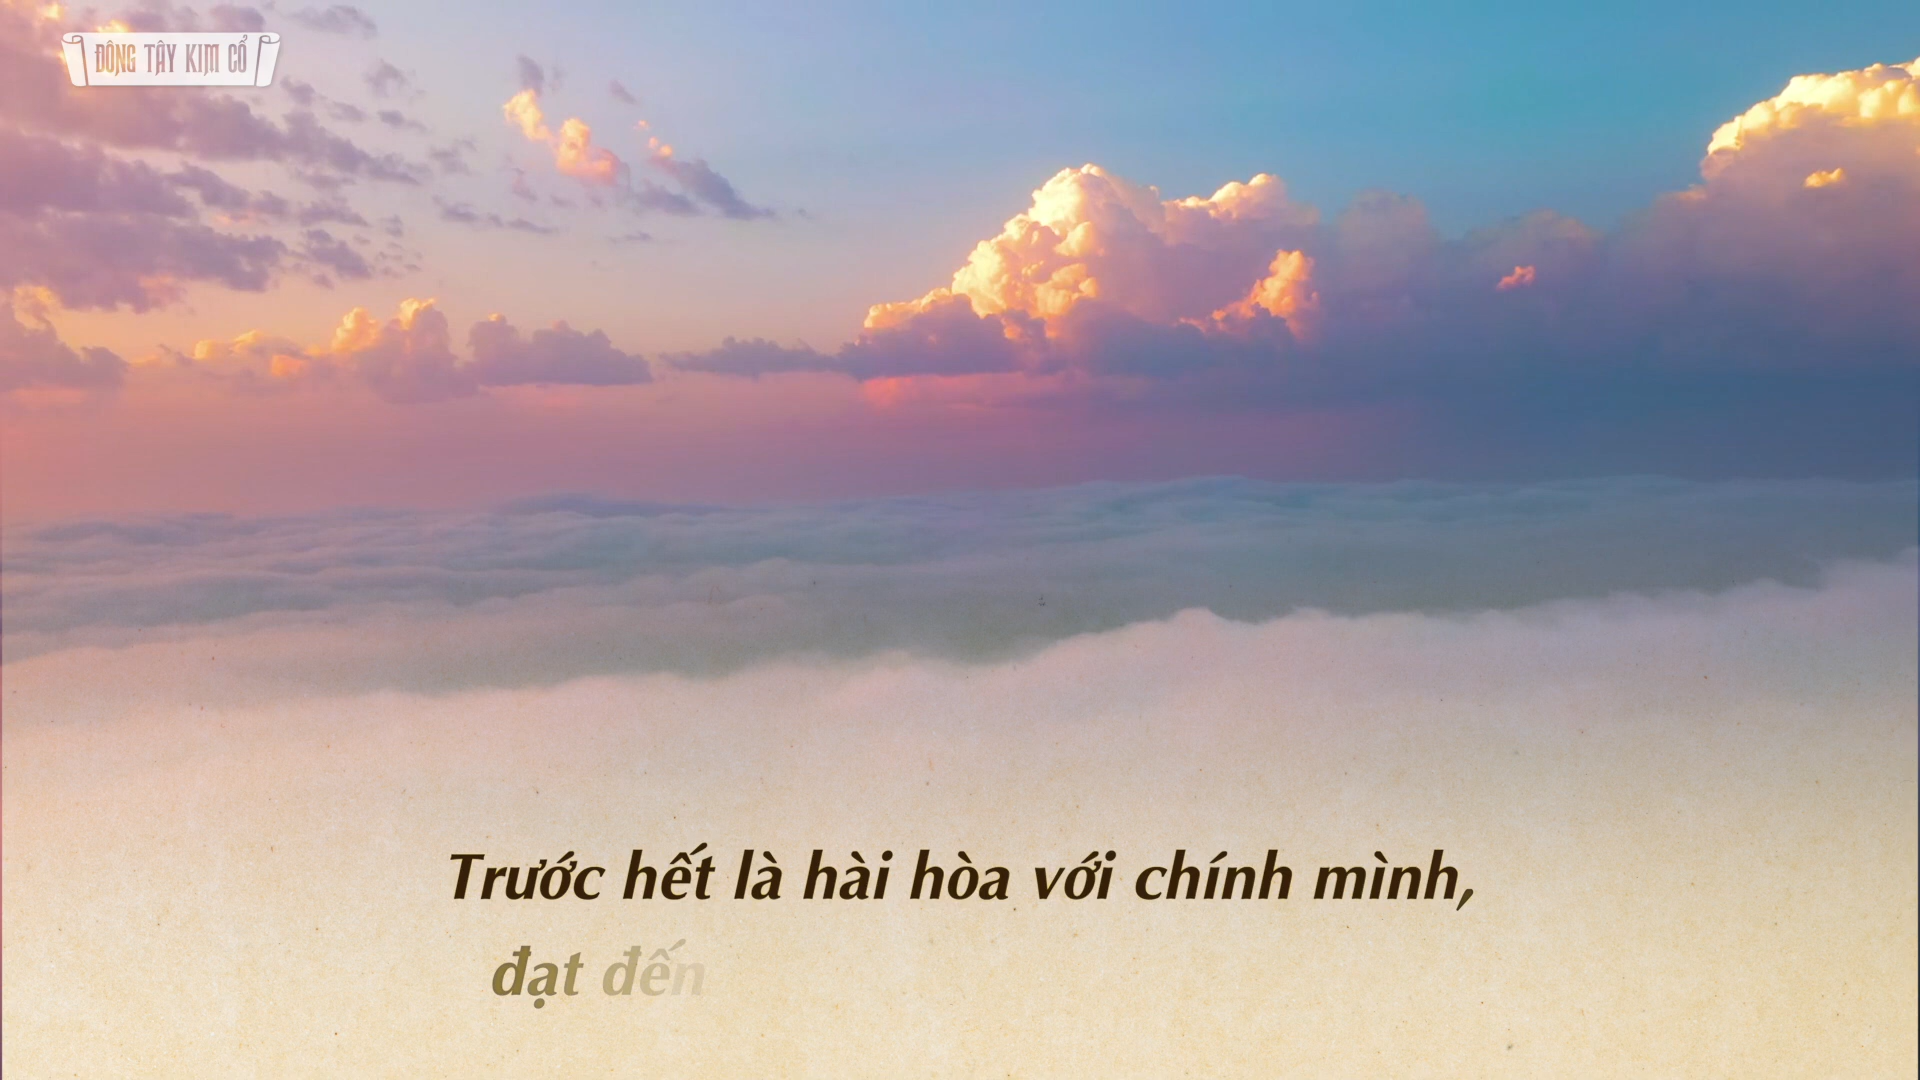 ĐÔNG TÂY KIM CỔ
Trước hết là hài hòa với chính mình,
đạt đến